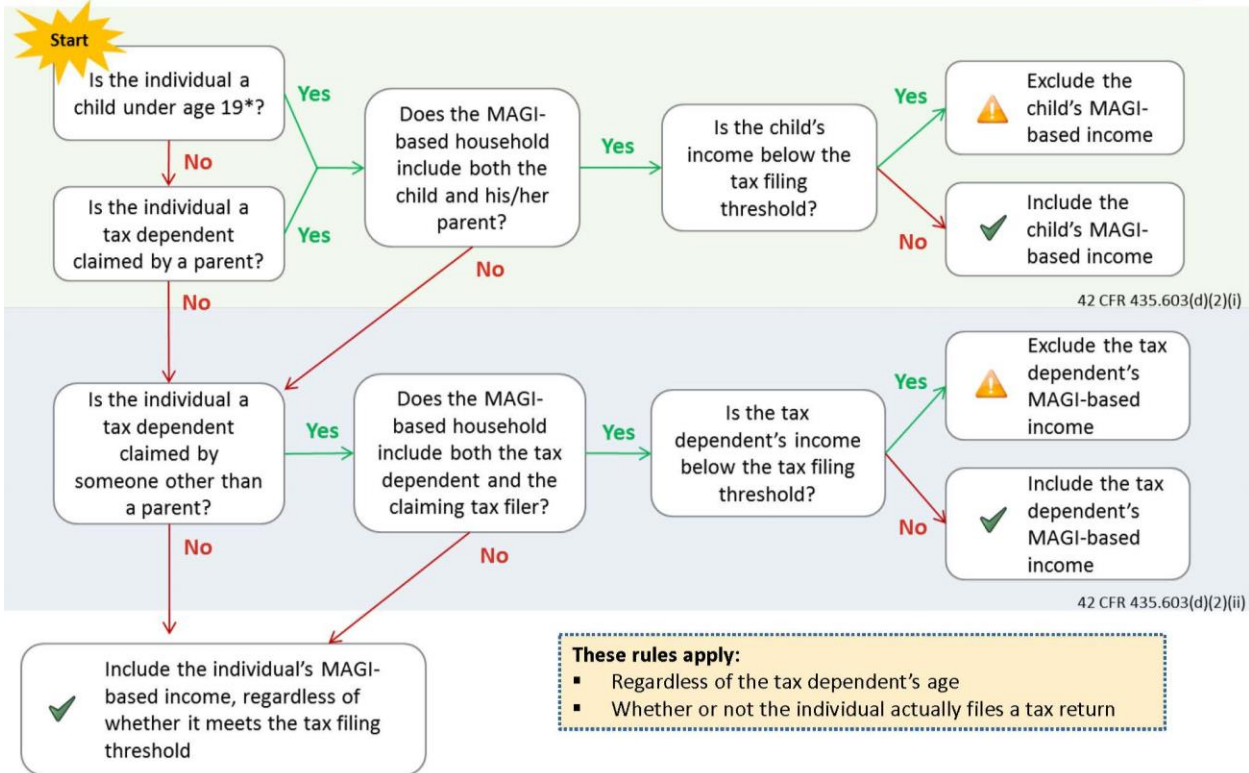 Start
Is the individual a
child under age 19*?
Yes
No
Is the individual a
tax dependent
claimed by a parent?
Yes
No
Does the MAGI-
based household
include both the
child and his/her
parent?
Yes
No
Is the child's
income below the
tax filing
threshold?
Yes
No
Exclude the
child's MAGI-
based income
Include the
child's MAGI-
based income
42 CFR 435.603(d)(2)(i)
Is the individual a
tax dependent
claimed by
someone other than
a parent?
Yes
No
Does the MAGI-
based household
include both the tax
dependent and the
claiming tax filer?
Yes
No
Is the tax
dependent's income
below the tax filing
threshold?
Yes
No
Exclude the tax
dependent's
MAGI-based
income
Include the tax
dependent's
MAGI-based
income
42 CFR 435.603(d)(2)(ii)
Include the individual's MAGI-
based income, regardless of
whether it meets the tax filing
threshold
These rules apply:
▪ Regardless of the tax dependent's age
▪ Whether or not the individual actually files a tax return